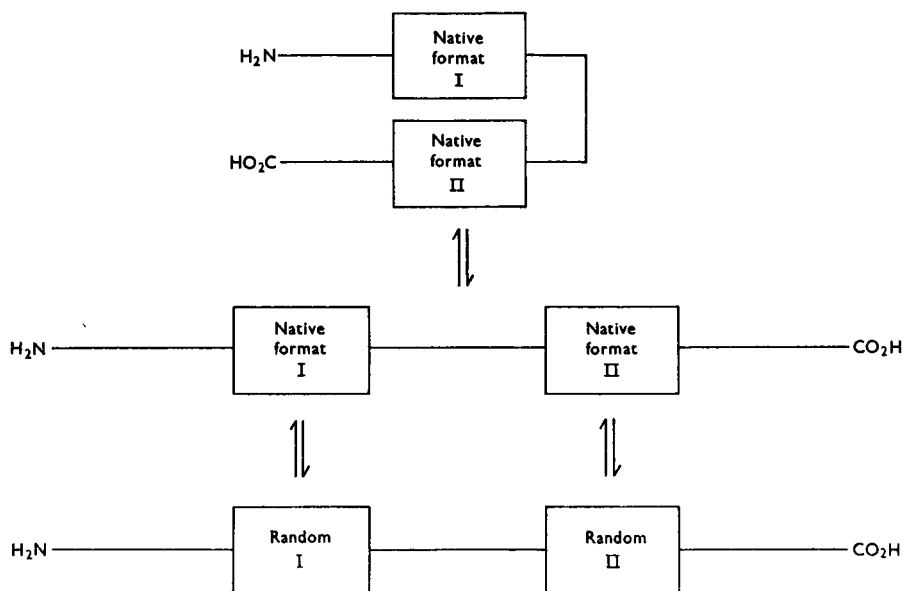 H₂N
Native
format
I
HO₂C
Native
format
II
H₂N
Native
format
I
Native
format
II
CO₂H
H₂N
Random
I
Random
II
CO₂H